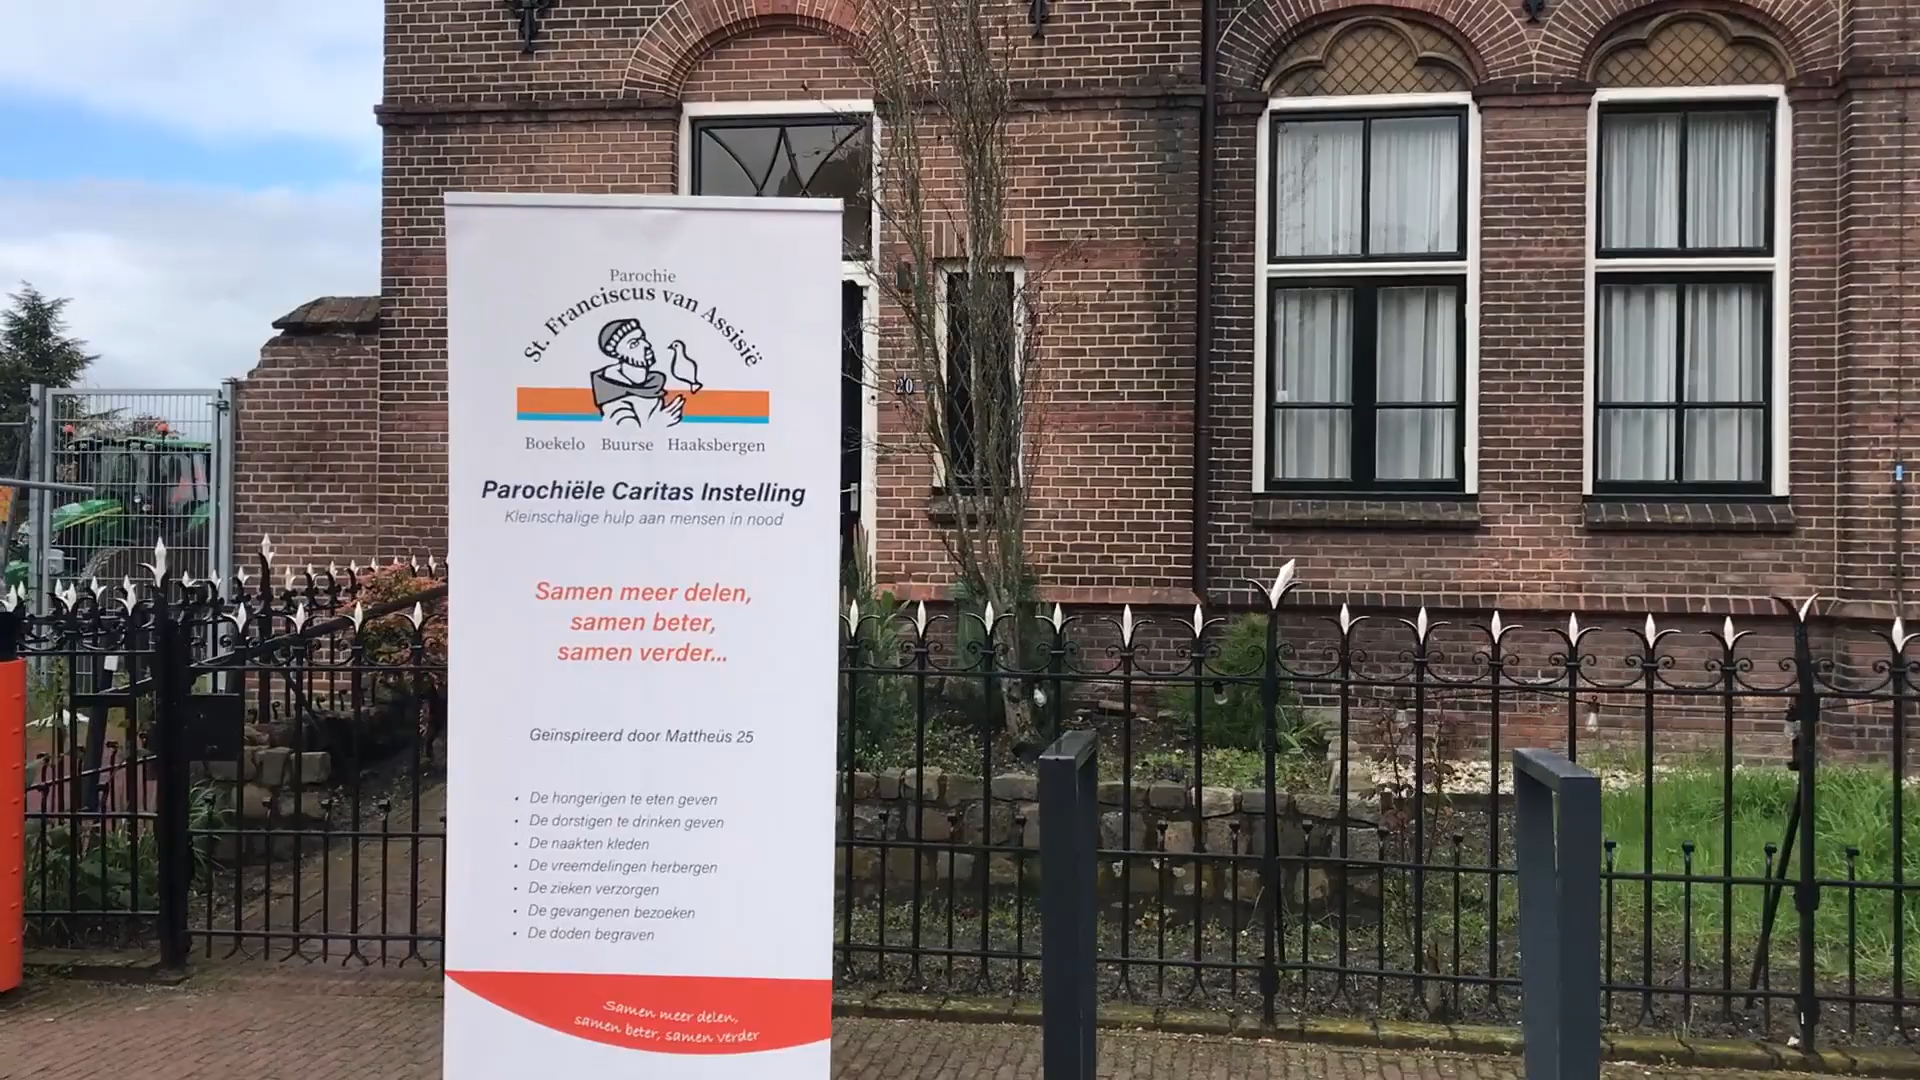 Parochie
St. Franciscus van Assisië
Boekelo Buurse Haaksbergen
Parochiële Caritas Instelling
Kleinschalige hulp aan mensen in nood
Samen meer delen,
samen beter,
samen verder...
Geïnspireerd door Mattheüs 25
• De hongerigen te eten geven
• De dorstigen te drinken geven
• De naakten kleden
• De vreemdelingen herbergen
• De zieken verzorgen
• De gevangenen bezoeken
• De doden begraven
Samen meer delen,
samen beter, samen verder
20